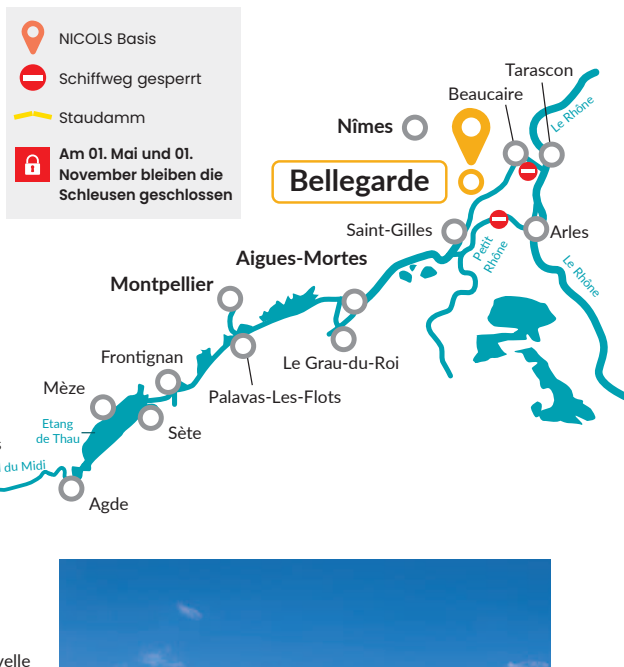 NICOLS Basis
Schiffweg gesperrt
Staudamm
Am 01. Mai und 01.
November bleiben die
Schleusen geschlossen
Tarascon
Beaucaire
Le Rhône
Nîmes
Bellegarde
Saint-Gilles
Arles
Petit
Rhône
Le Rhône
Aigues-Mortes
Montpellier
Le Grau-du-Roi
Frontignan
Palavas-Les-Flots
Mèze
Sète
Etang
de Thau
du Midi
Agde